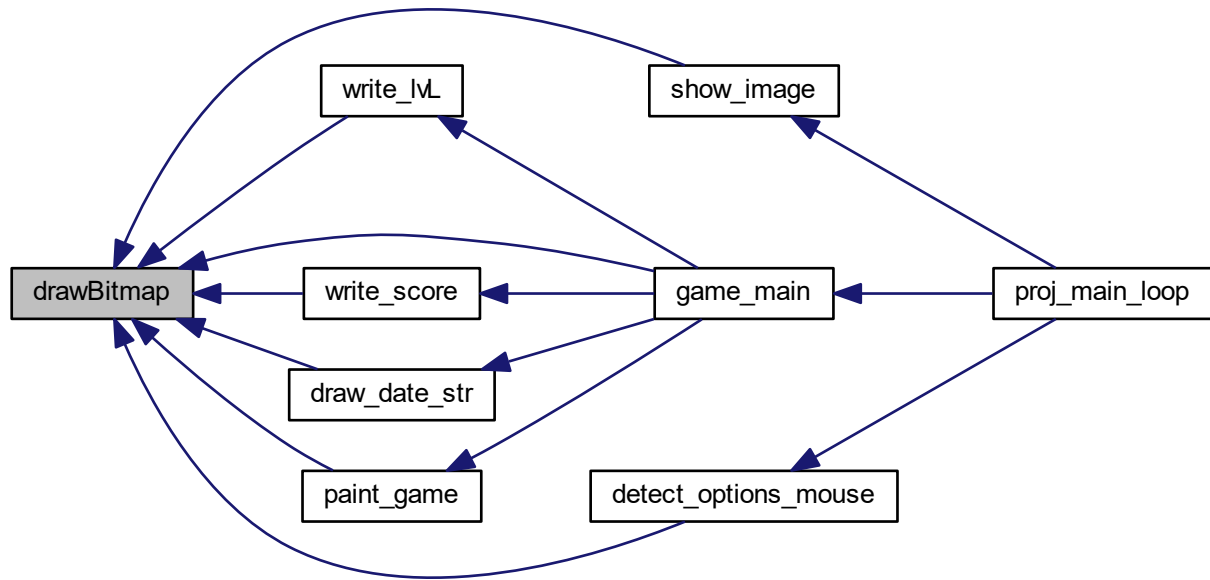 write_lvL
show_image
drawBitmap
write_score
game_main
proj_main_loop
draw_date_str
paint_game
detect_options_mouse